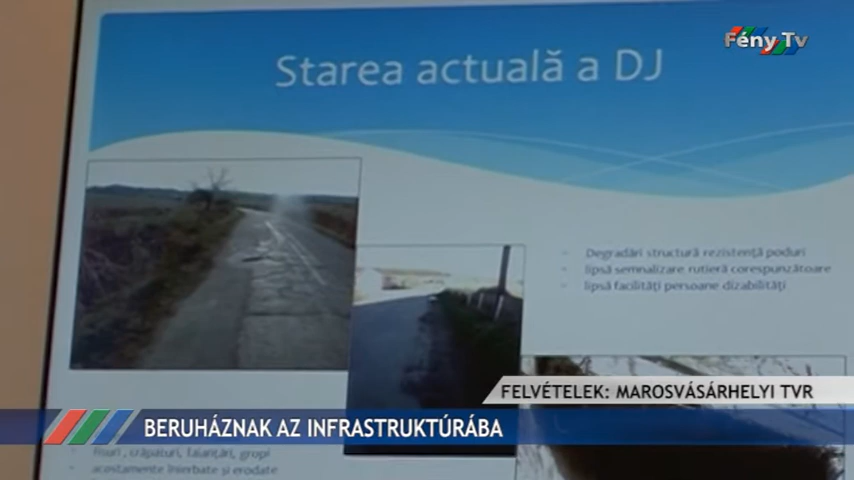 Fény Tv
Starea actuală a DJ
Degradări structură rezistență poduri
lipsă semnalizare rutieră corespunzătoare
lipsă facilități persoane dizabilități
FELVÉTELEK: MAROSVÁSÁRHELYI TVR
BERUHÁZNAK AZ INFRASTRUKTÚRÁBA
Fisuri, crăpături, faianțări, gropi
acostamente înierbate și erodate